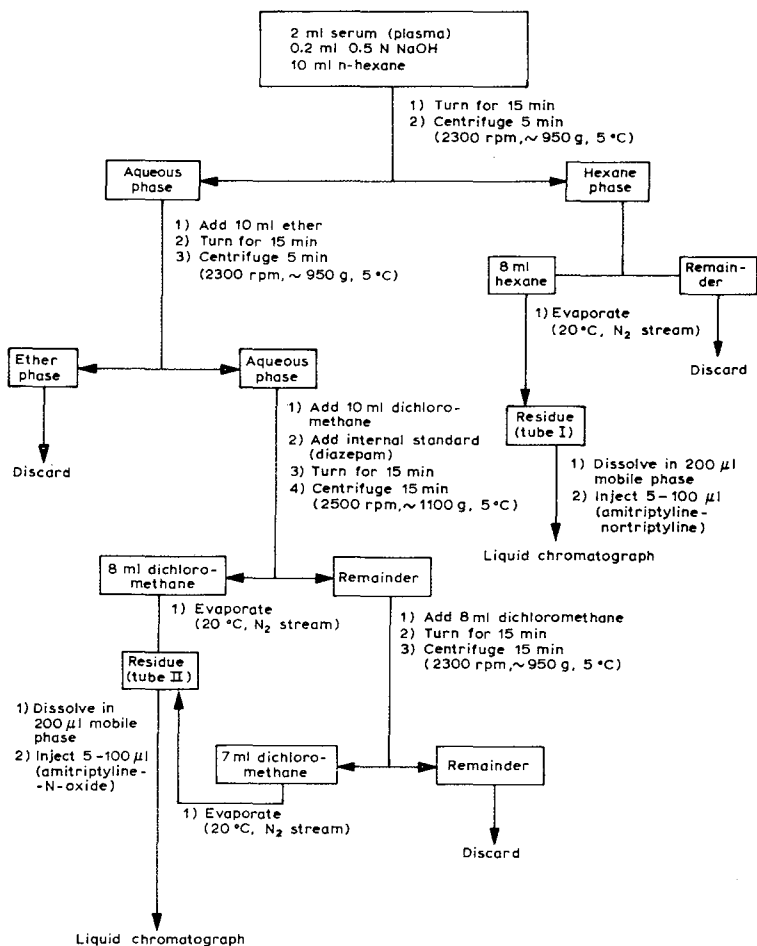 2 ml serum (plasma)
0.2 ml 0.5 N NaOH
10 ml n-hexane
1) Turn for 15 min
2) Centrifuge 5 min
(2300 rpm, ~ 950 g, 5 °C)
Aqueous
phase
Hexane
phase
1) Add 10 ml ether
2) Turn for 15 min
3) Centrifuge 5 min
(2300 rpm, ~ 950 g, 5 °C)
8 ml
hexane
Remain-
der
1) Evaporate
(20 °C, N2 stream)
Discard
Ether
phase
Aqueous
phase
Discard
1) Add 10 ml dichloro-
methane
2) Add internal standard
(diazepam)
3) Turn for 15 min
4) Centrifuge 15 min
(2500 rpm, ~ 1100 g, 5 °C)
Residue
(tube I)
1) Dissolve in 200 µl
mobile phase
2) Inject 5-100 µl
(amitriptyline-
nortriptyline)
Liquid chromatograph
8 ml dichloro-
methane
Remainder
1) Evaporate
(20 °C, N2 stream)
1) Add 8 ml dichloromethane
2) Turn for 15 min
3) Centrifuge 15 min
(2300 rpm, ~ 950 g, 5 °C)
Residue
(tube II)
1) Dissolve in
200 µl mobile
phase
2) Inject 5-100 µl
(amitriptyline-
-N-oxide)
7 ml dichloro-
methane
Remainder
1) Evaporate
(20 °C, N2 stream)
Discard
Liquid chromatograph